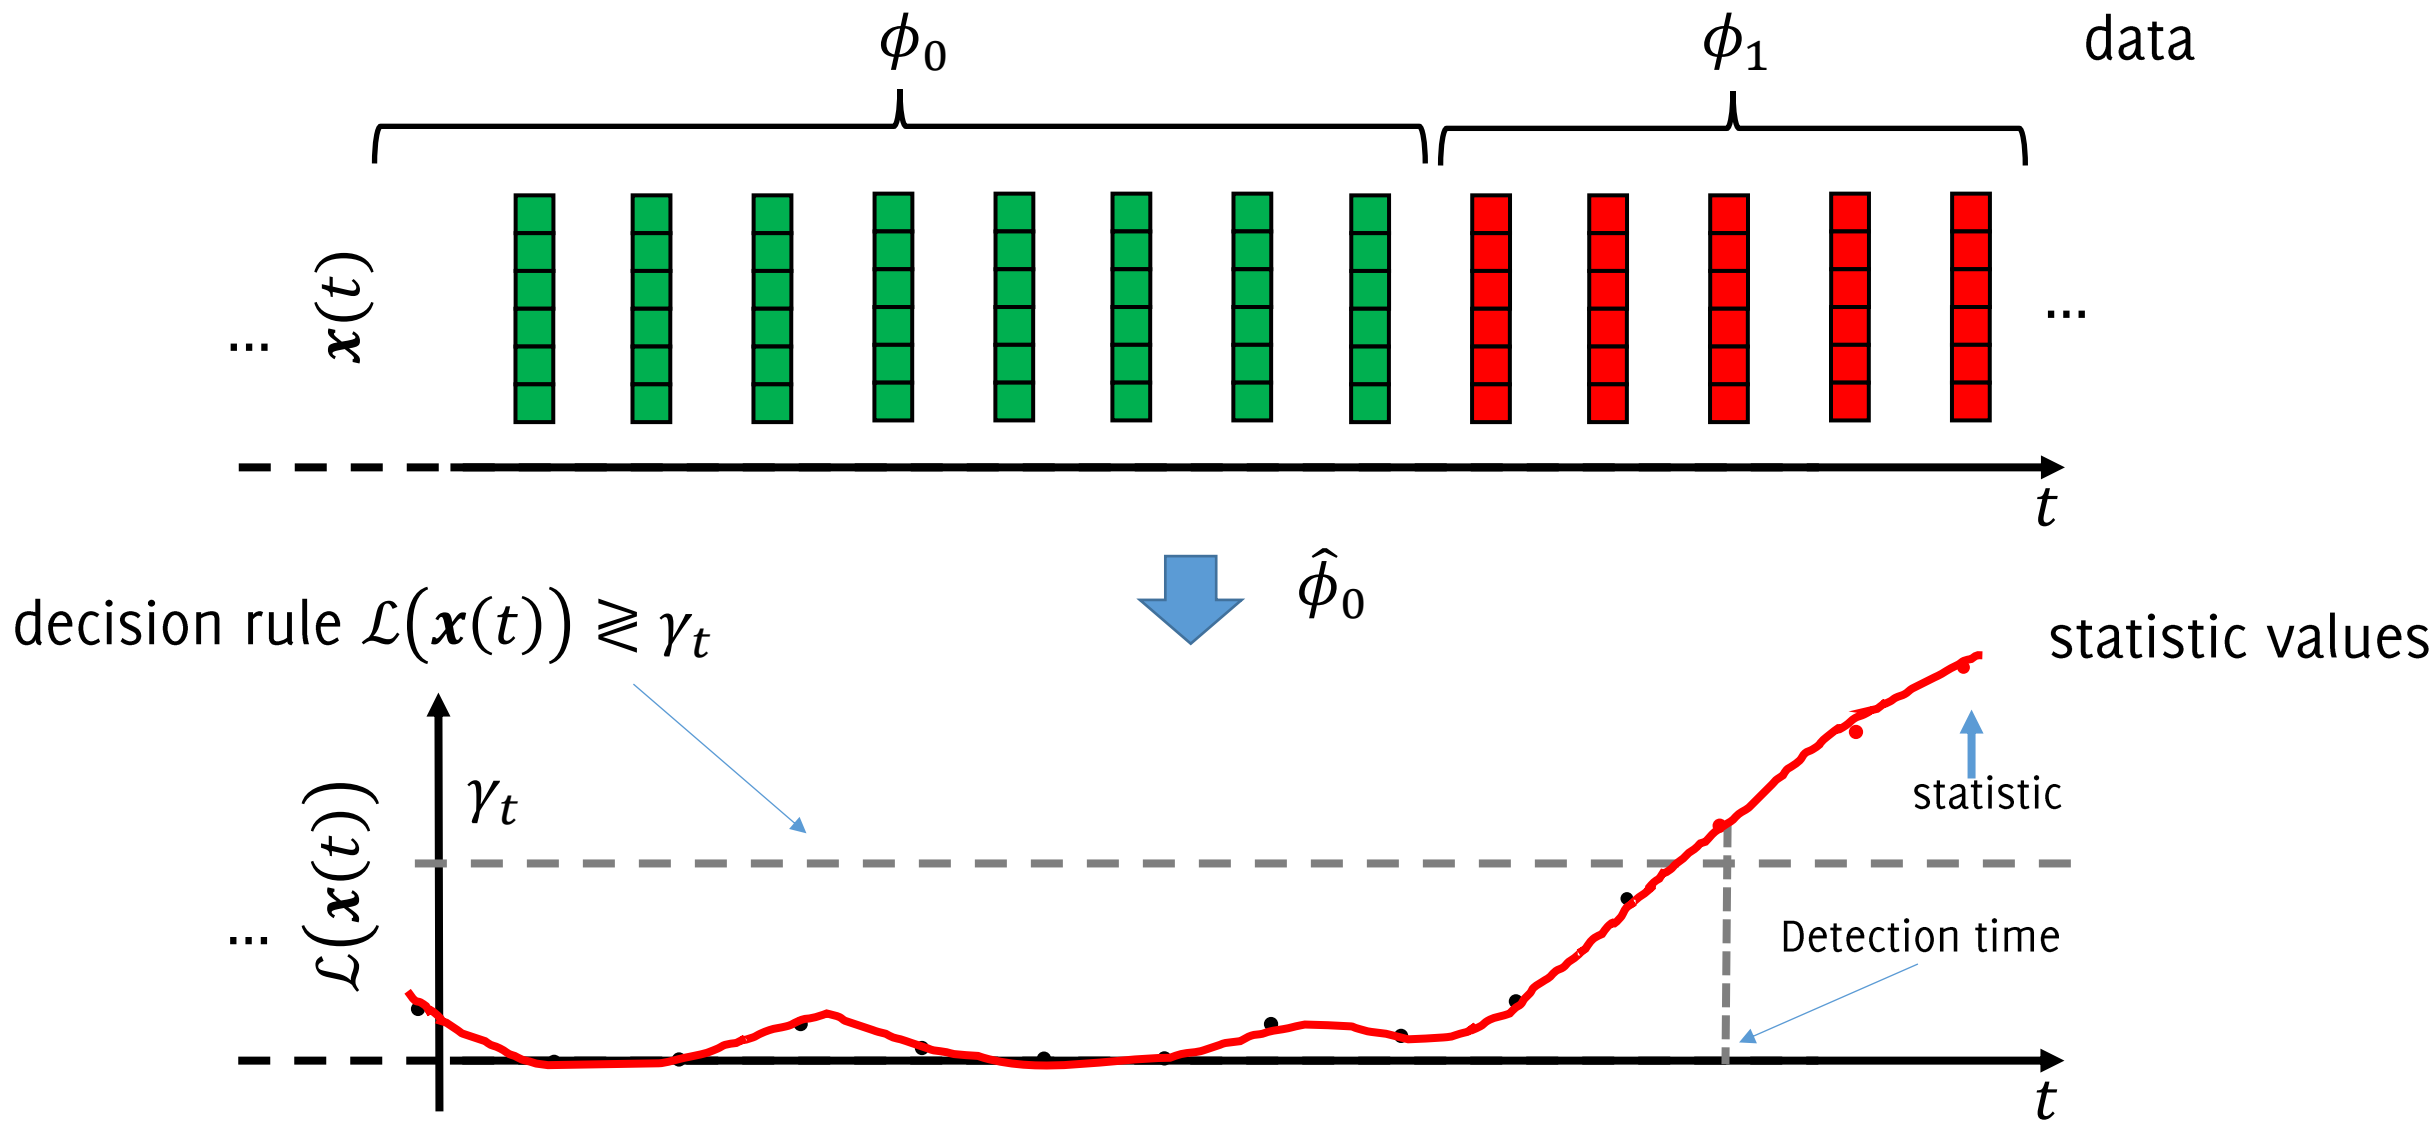 ϕ₀
ϕ₁
data
... 𝒙(t)
...
t
ϕ̂₀
decision rule ℒ(𝒙(t)) ≷ γₜ
statistic values
γₜ
statistic
... ℒ(𝒙(t))
Detection time
t